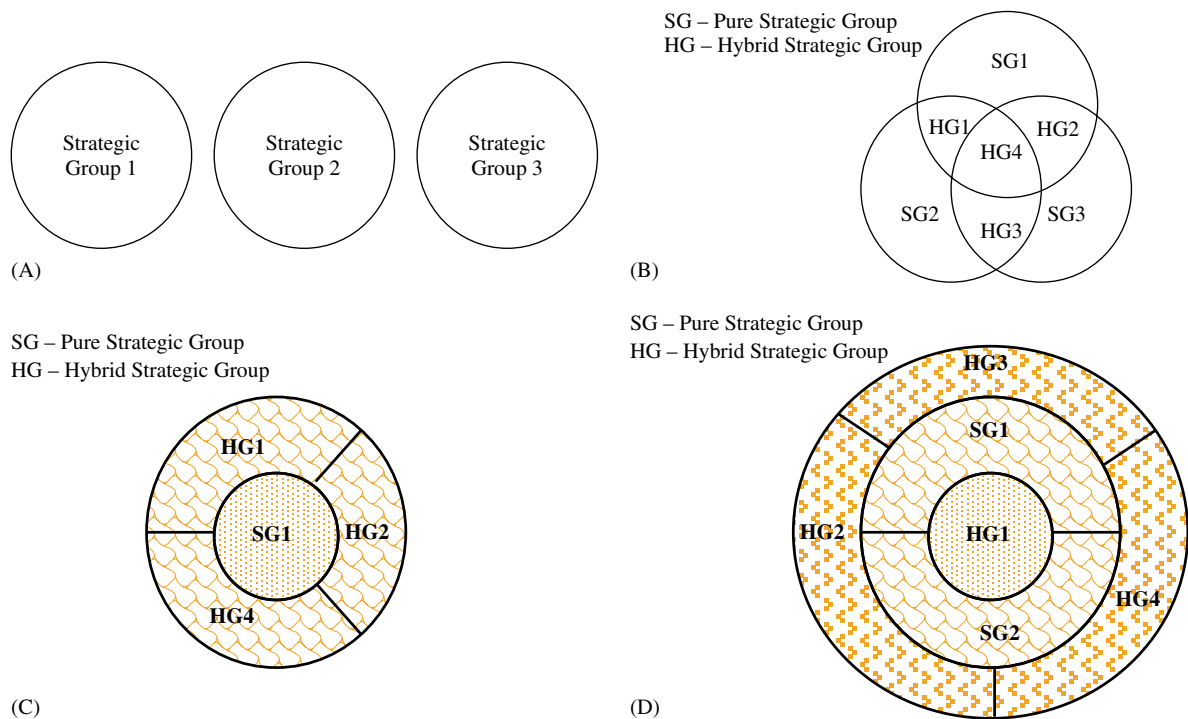 Strategic
Group 1
Strategic
Group 2
Strategic
Group 3
(A)
SG – Pure Strategic Group
HG – Hybrid Strategic Group
SG1
HG1
HG2
HG4
SG2
SG3
HG3
(B)
SG – Pure Strategic Group
HG – Hybrid Strategic Group
HG1
SG1
HG2
HG4
(C)
SG – Pure Strategic Group
HG – Hybrid Strategic Group
HG3
SG1
HG2
HG1
HG4
SG2
(D)